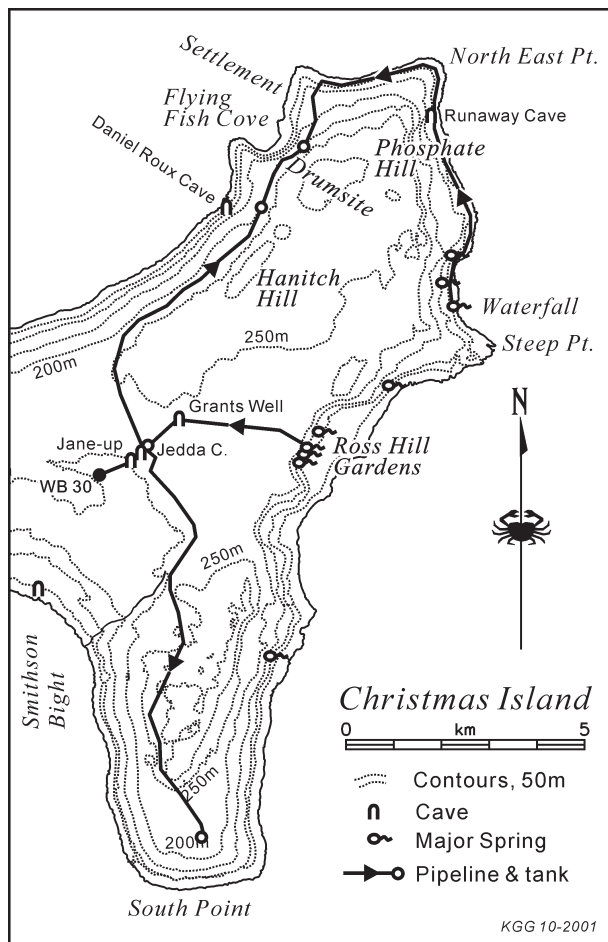 Settlement
North East Pt.
Flying
Fish Cove
Runaway Cave
Daniel Roux Cave
Phosphate
Hill
Drumsite
Hanitch
Hill
Waterfall
Steep Pt.
250m
200m
Grants Well
N
Jane-up
Jedda C.
Ross Hill
Gardens
WB 30
250m
Smithson
Bight
Christmas Island
0 km 5
250m
Contours, 50m
Cave
200m
Major Spring
Pipeline & tank
South Point
KGG 10-2001